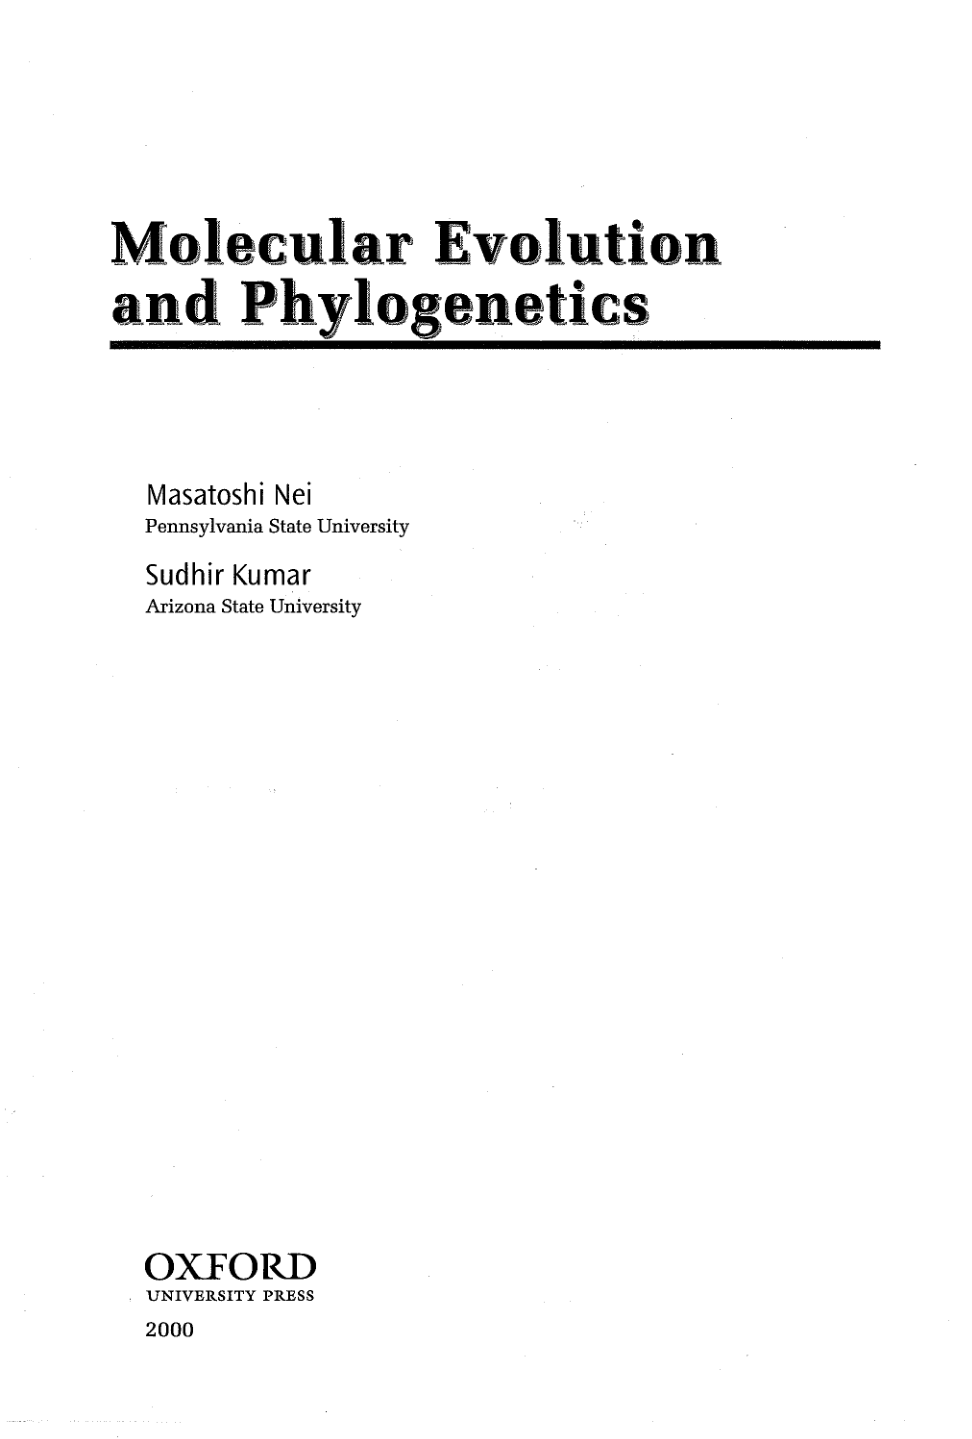 Molecular Evolution
and Phylogenetics
Masatoshi Nei
Pennsylvania State University
Sudhir Kumar
Arizona State University
OXFORD
UNIVERSITY PRESS
2000